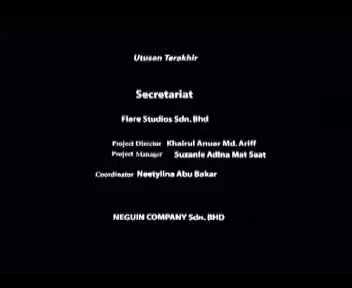 Utusan Terakhir
Secretariat
Flare Studios Sdn. Bhd
Project Director Khairul Anuar Md. Ariff
Project Manager Suzanie Adina Mat Saat
Coordinator Neetylina Abu Bakar
NEGUIN COMPANY Sdn. BHD